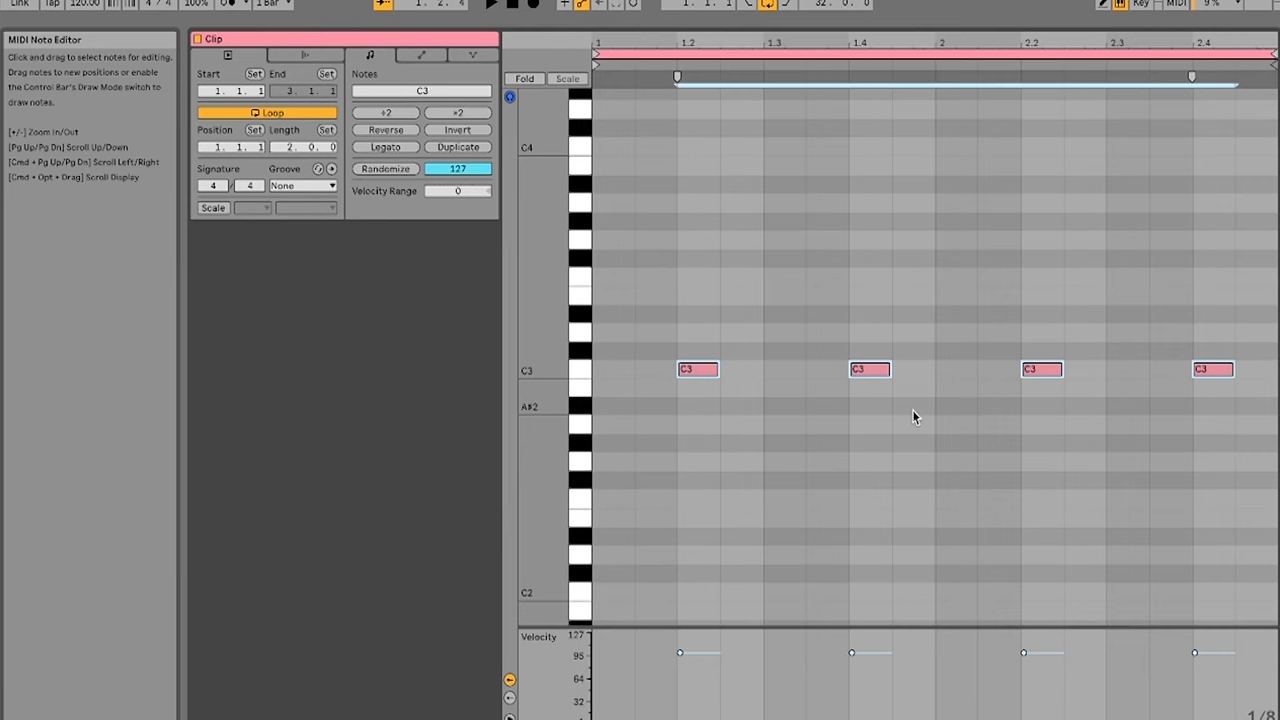 Link Tap 120.00 4 / 4 100% 1 Bar 1. 2. 4 1. 1. 1 32. 0. 0 Key MIDI 9%
MIDI Note Editor
Click and drag to select notes for editing.
Drag notes to new positions or enable
the Control Bar's Draw Mode switch to
draw notes.
[+/-] Zoom In/Out
[Pg Up/Pg Dn] Scroll Up/Down
[Cmd + Pg Up/Pg Dn] Scroll Left/Right
[Cmd + Opt + Drag] Scroll Display
Clip
Start Set End Set
1. 1. 1 3. 1. 1
Loop
Position Set Length Set
1. 1. 1 2. 0. 0
Signature Groove
4 / 4 None
Scale
Notes
C3
÷2 ×2
Reverse Invert
Legato Duplicate
Randomize 127
Velocity Range 0
1 1.2 1.3 1.4 2 2.2 2.3 2.4
Fold Scale
C4
C3
C3 C3 C3 C3
A#2
C2
Velocity 127
95
64
32
1/8